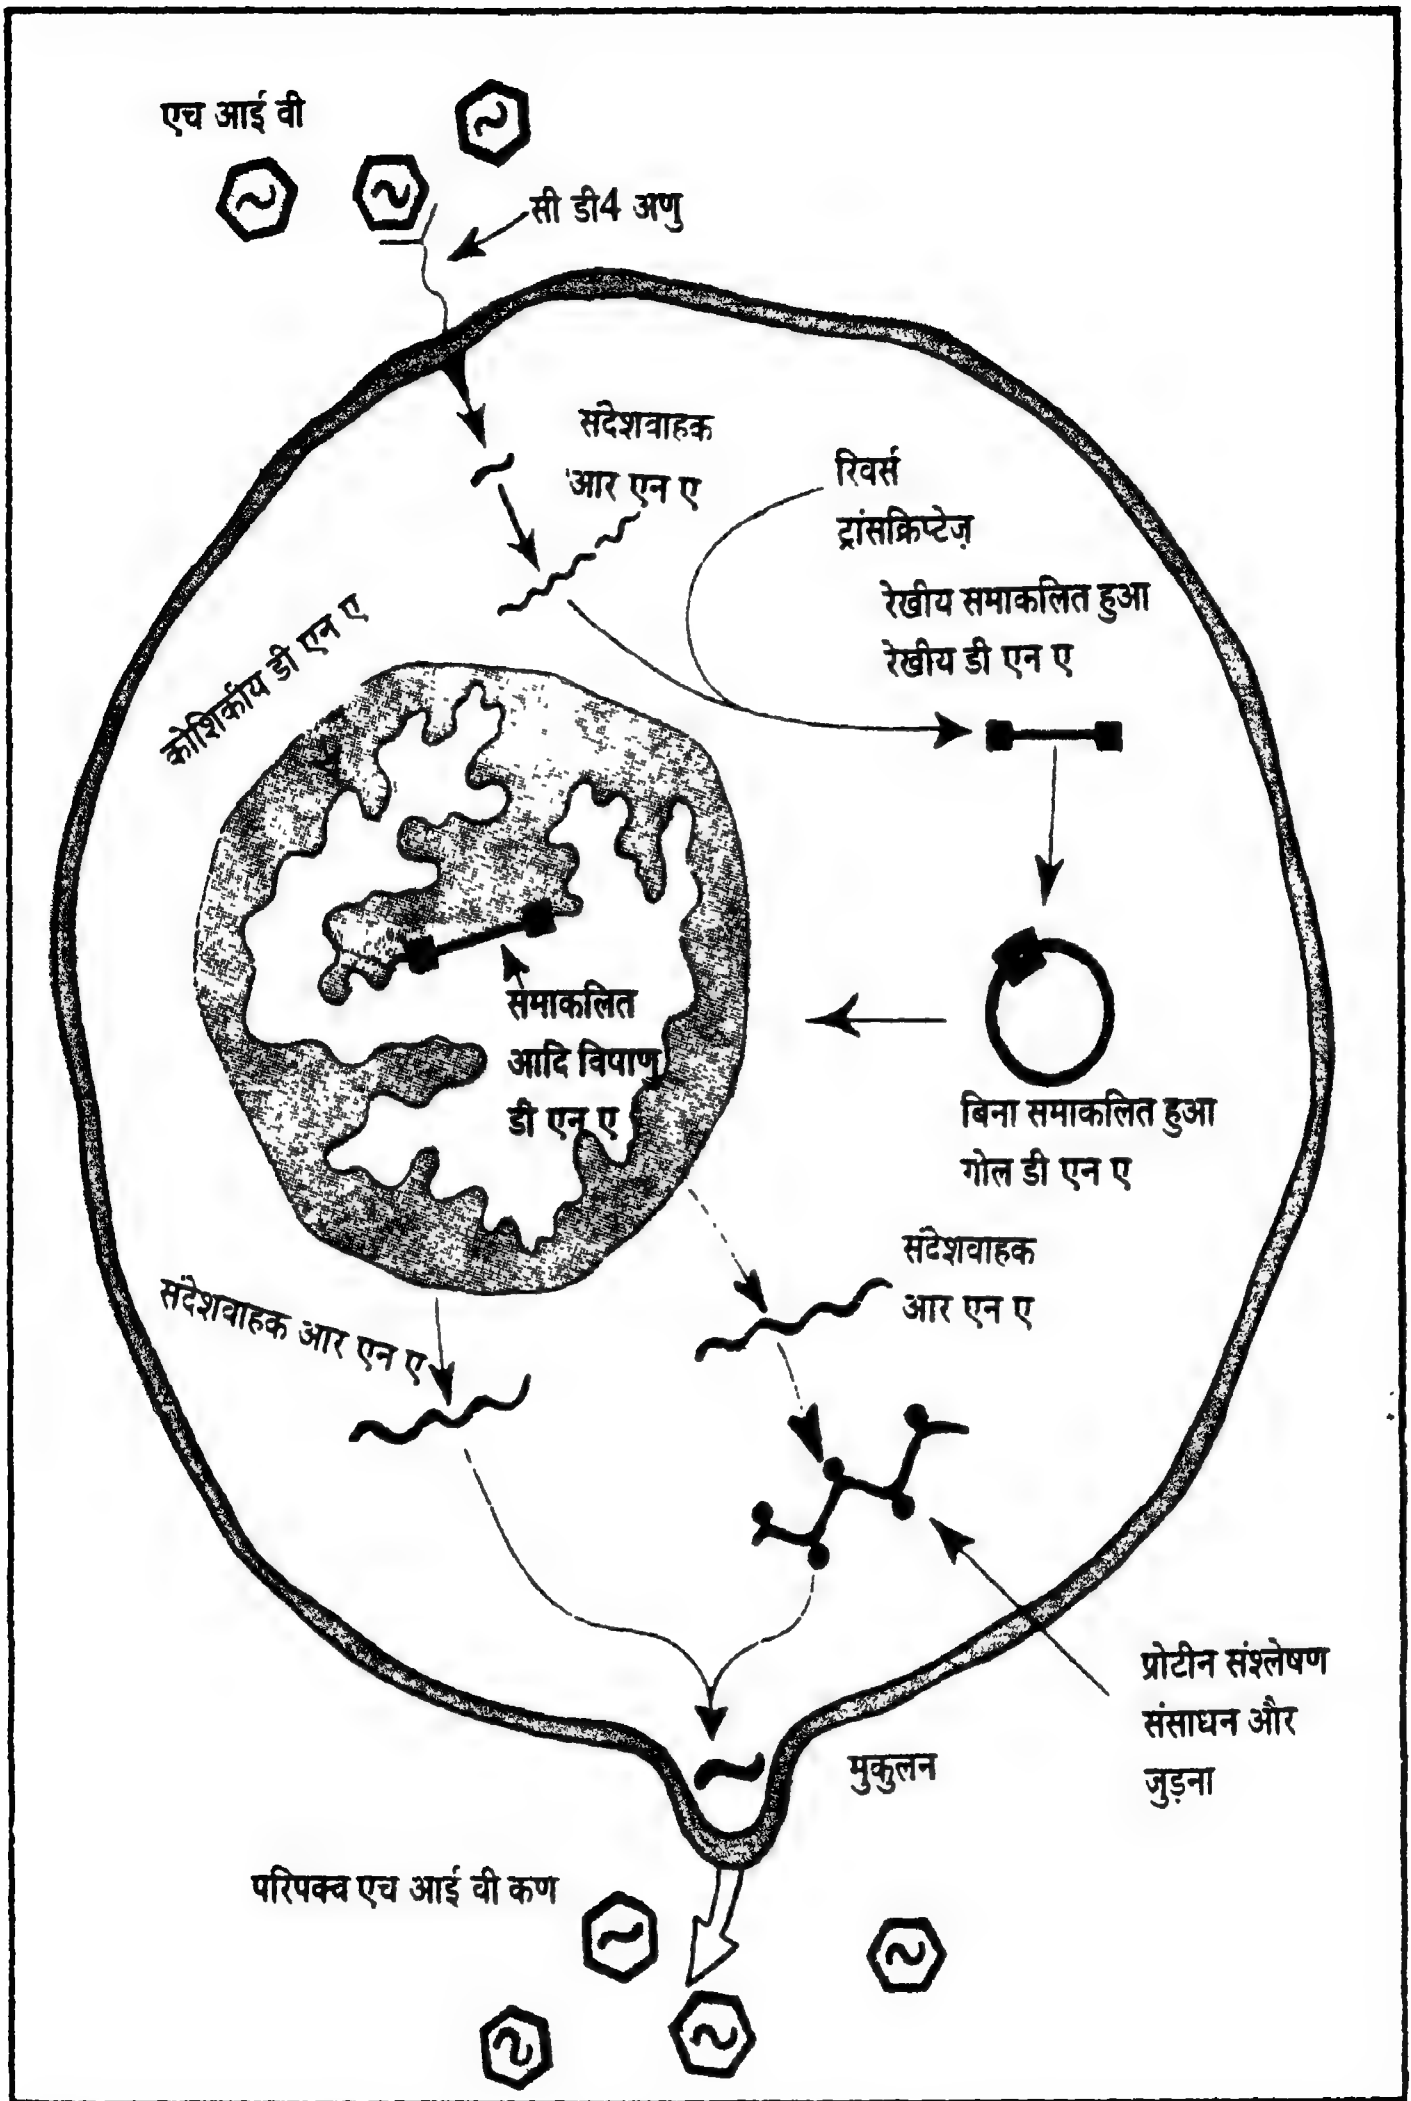 एच आई वी
सी डी4 अणु
संदेशवाहक
आर एन ए
रिवर्स
ट्रांसक्रिप्टेज़
रेखीय समाकलित हुआ
रेखीय डी एन ए
कोशिकीय डी एन ए
समाकलित
आदि विषाणु
डी एन ए
बिना समाकलित हुआ
गोल डी एन ए
संदेशवाहक
आर एन ए
संदेशवाहक आर एन ए
प्रोटीन संश्लेषण
संसाधन और
जुड़ना
मुकुलन
परिपक्व एच आई वी कण